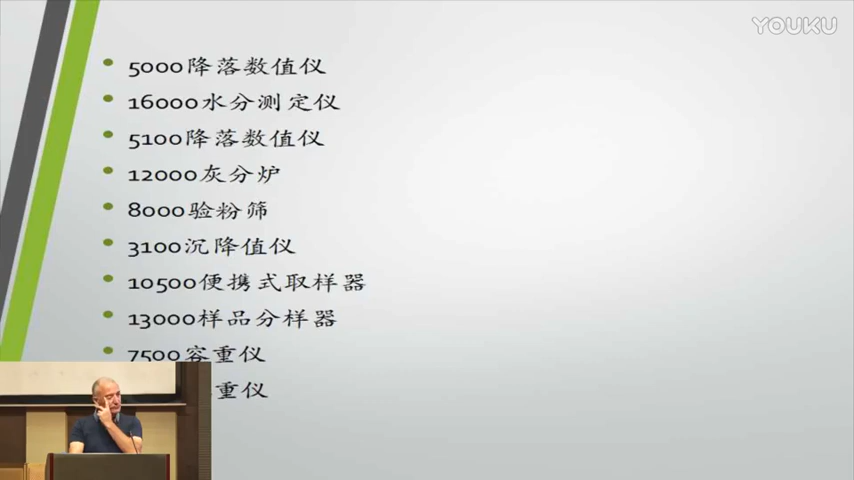 YOUKU
5000降落数值仪
16000水分测定仪
5100降落数值仪
12000灰分炉
8000验粉筛
3100沉降值仪
10500便携式取样器
13000样品分样器
7500容重仪
重仪